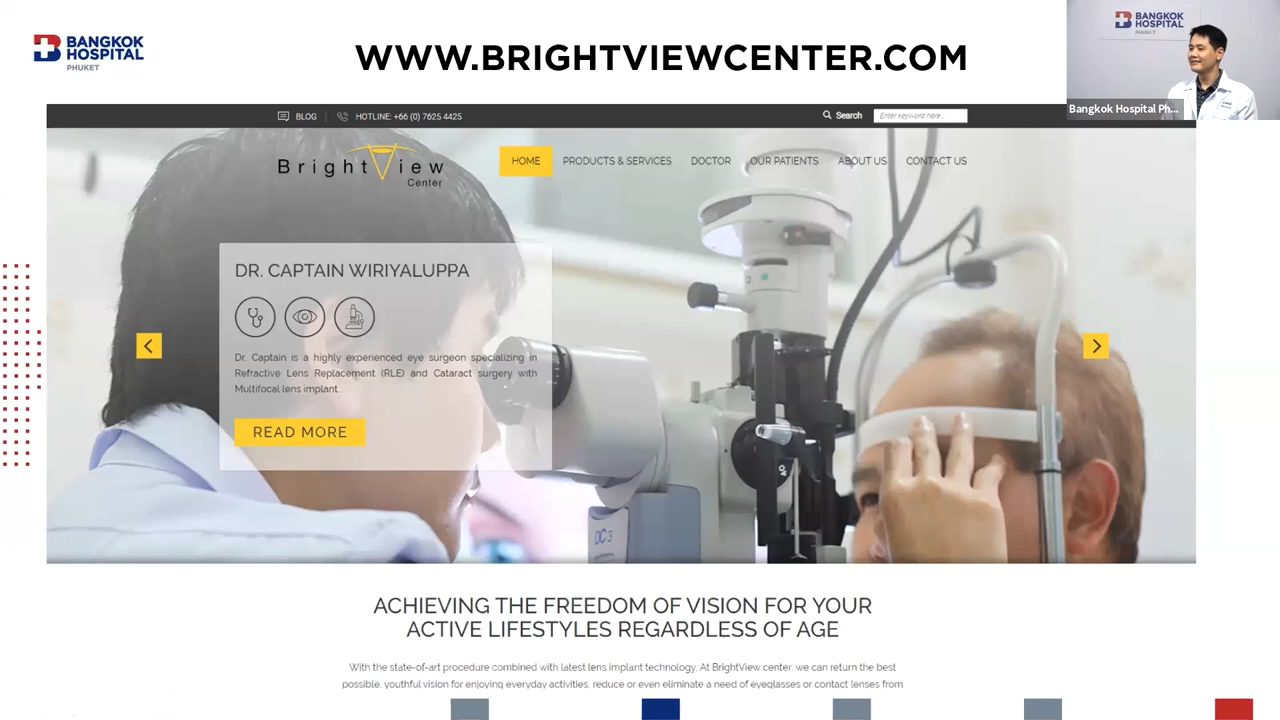 BANGKOK
HOSPITAL
PHUKET
WWW.BRIGHTVIEWCENTER.COM
BANGKOK
HOSPITAL
PHUKET
Bangkok Hospital Ph...
BLOG
HOTLINE: +66 (0) 7625 4425
Search
Enter keyword here...
BrightView
Center
HOME
PRODUCTS & SERVICES
DOCTOR
OUR PATIENTS
ABOUT US
CONTACT US
DR. CAPTAIN WIRIYALUPPA
Dr. Captain is a highly experienced eye surgeon specializing in
Refractive Lens Replacement (RLE) and Cataract surgery with
Multifocal lens implant...
READ MORE
DC 3
ACHIEVING THE FREEDOM OF VISION FOR YOUR
ACTIVE LIFESTYLES REGARDLESS OF AGE
With the state-of-art procedure combined with latest lens implant technology. At BrightView center, we can return the best
possible, youthful vision for enjoying everyday activities, reduce or even eliminate a need of eyeglasses or contact lenses from